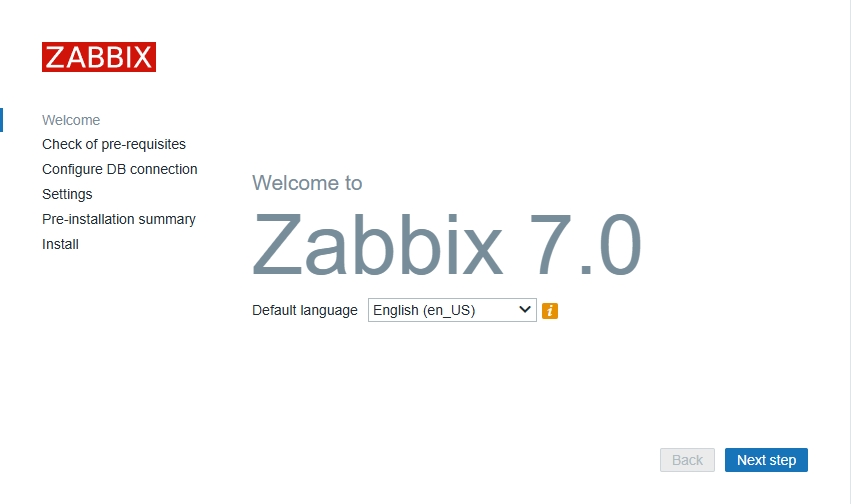 ZABBIX
Welcome
Check of pre-requisites
Configure DB connection
Settings
Pre-installation summary
Install
Welcome to
Zabbix 7.0
Default language English (en_US) i
Back Next step